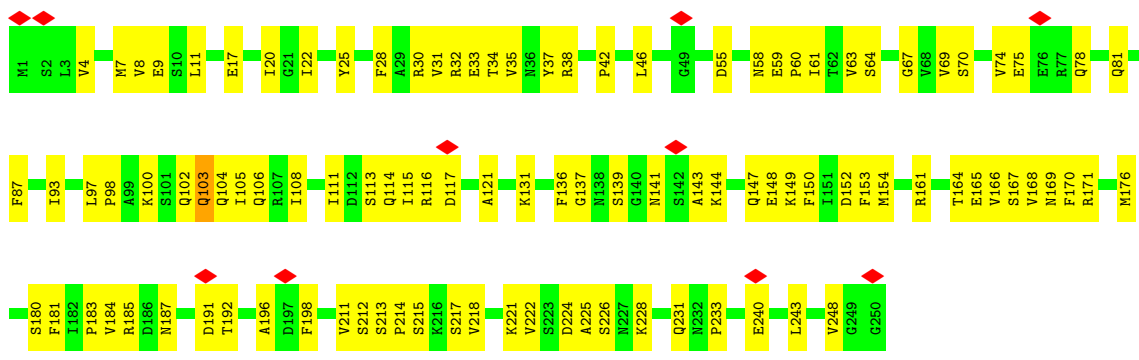 M1 S2 L3 V4 M7 V8 E9 S10 L11 E17 I20 G21 I22 Y25 F28 A29 R30 V31 R32 E33 T34 V35 N36 Y37 R38 P42 L46 G49 D55 N58 E59 P60 I61 T62 V63 S64 G67 V68 V69 S70 V74 E75 E76 R77 Q78 Q81
F87 I93 L97 P98 A99 K100 S101 Q102 Q103 Q104 I105 Q106 R107 I108 I111 D112 S113 Q114 I115 R116 D117 A121 K131 F136 G137 N138 S139 G140 N141 S142 A143 K144 Q147 E148 K149 F150 I151 D152 F153 M154 R161 T164 E165 V166 S167 V168 N169 F170 R171 M176
S180 F181 I182 P183 V184 R185 D186 N187 D191 T192 A196 D197 F198 V211 S212 S213 P214 S215 K216 S217 V218 K221 V222 S223 D224 A225 S226 N227 K228 Q231 N232 P233 E240 L243 V248 G249 G250